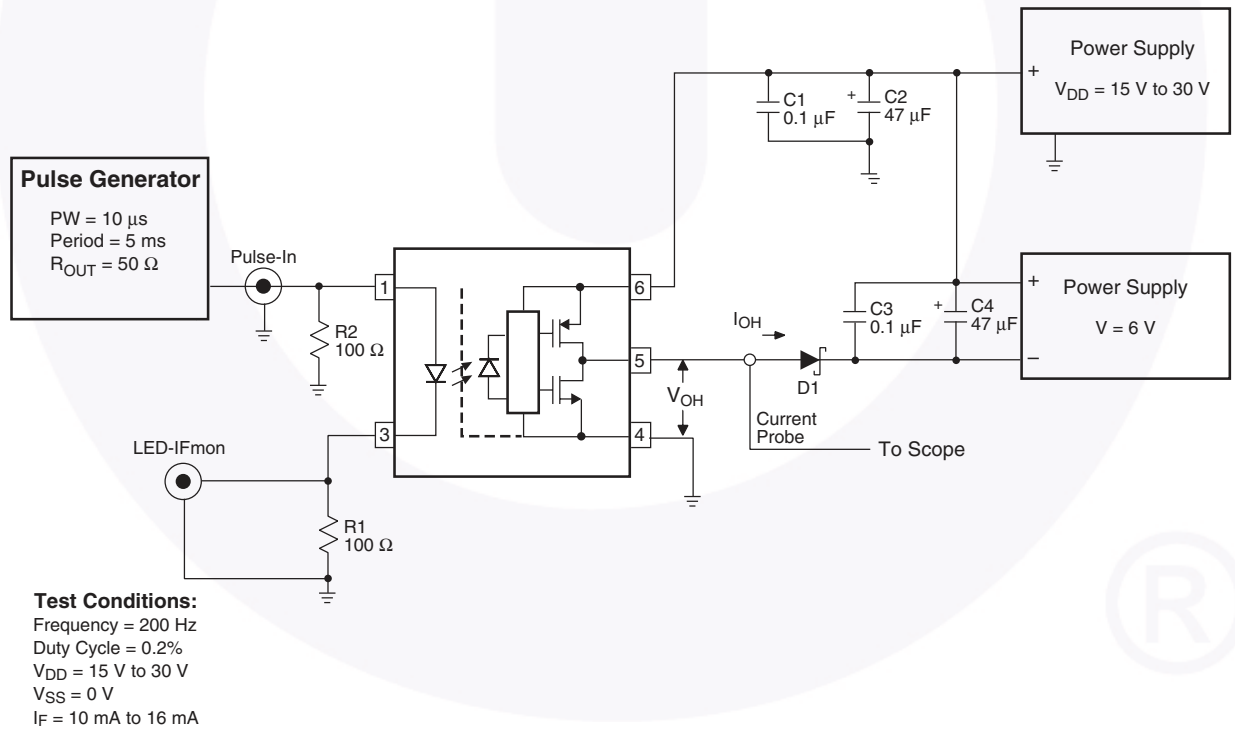 Power Supply
VDD = 15 V to 30 V
+
C1
0.1 μF
+
C2
47 μF
Pulse Generator
PW = 10 μs
Period = 5 ms
ROUT = 50 Ω
Pulse-In
1
6
R2
100 Ω
Power Supply
V = 6 V
+
–
C3
0.1 μF
+
C4
47 μF
IOH
5
D1
VOH
Current
Probe
To Scope
3
4
LED-IFmon
R1
100 Ω
Test Conditions:
Frequency = 200 Hz
Duty Cycle = 0.2%
VDD = 15 V to 30 V
VSS = 0 V
IF = 10 mA to 16 mA
®